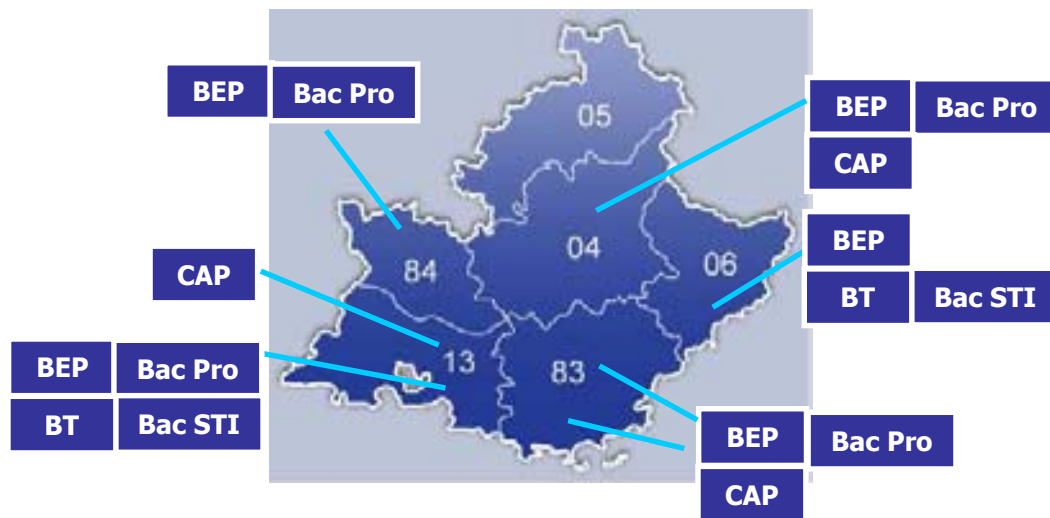 BEP Bac Pro
05
BEP Bac Pro
CAP
84
04
06
BEP
BT Bac STI
CAP
13
83
BEP Bac Pro
BT Bac STI
BEP Bac Pro
CAP